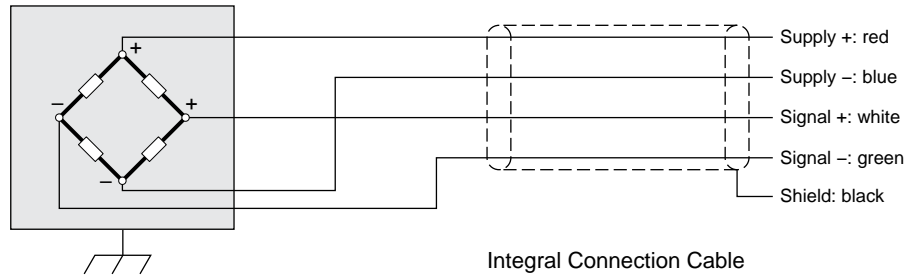 +
Supply +: red
Supply –: blue
–
+
Signal +: white
Signal –: green
–
Shield: black
Integral Connection Cable